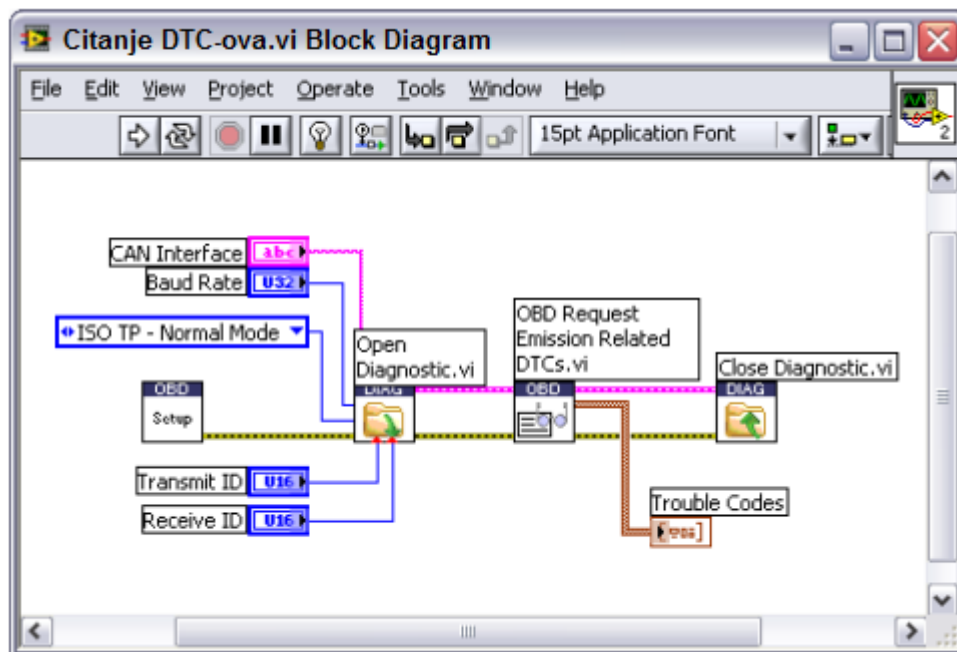 Citanje DTC-ova.vi Block Diagram
File Edit View Project Operate Tools Window Help
15pt Application Font
2
CAN Interface
abc
Baud Rate
U32
ISO TP - Normal Mode
Open
Diagnostic.vi
OBD Request
Emission Related
DTCs.vi
Close Diagnostic.vi
OBD
Setup
DIAG
OBD
DIAG
Transmit ID
U16
Receive ID
U16
Trouble Codes